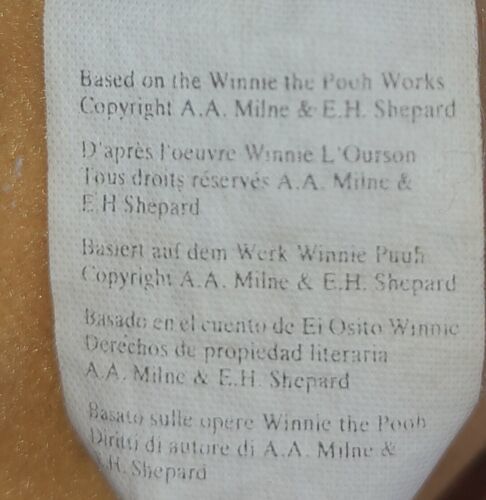 Based on the Winnie the Pooh Works
Copyright A.A. Milne & E.H. Shepard
D'après l'oeuvre Winnie L'Ourson
Tous droits réservés A.A. Milne &
E.H Shepard
Basiert auf dem Werk Winnie Puuh
Copyright A.A. Milne & E.H. Shepard
Basado en el cuento de El Osito Winnie
Derechos de propiedad literaria
A.A. Milne & E.H. Shepard
Basato sulle opere Winnie the Pooh
Diritti di autore di A.A. Milne &
E.H. Shepard